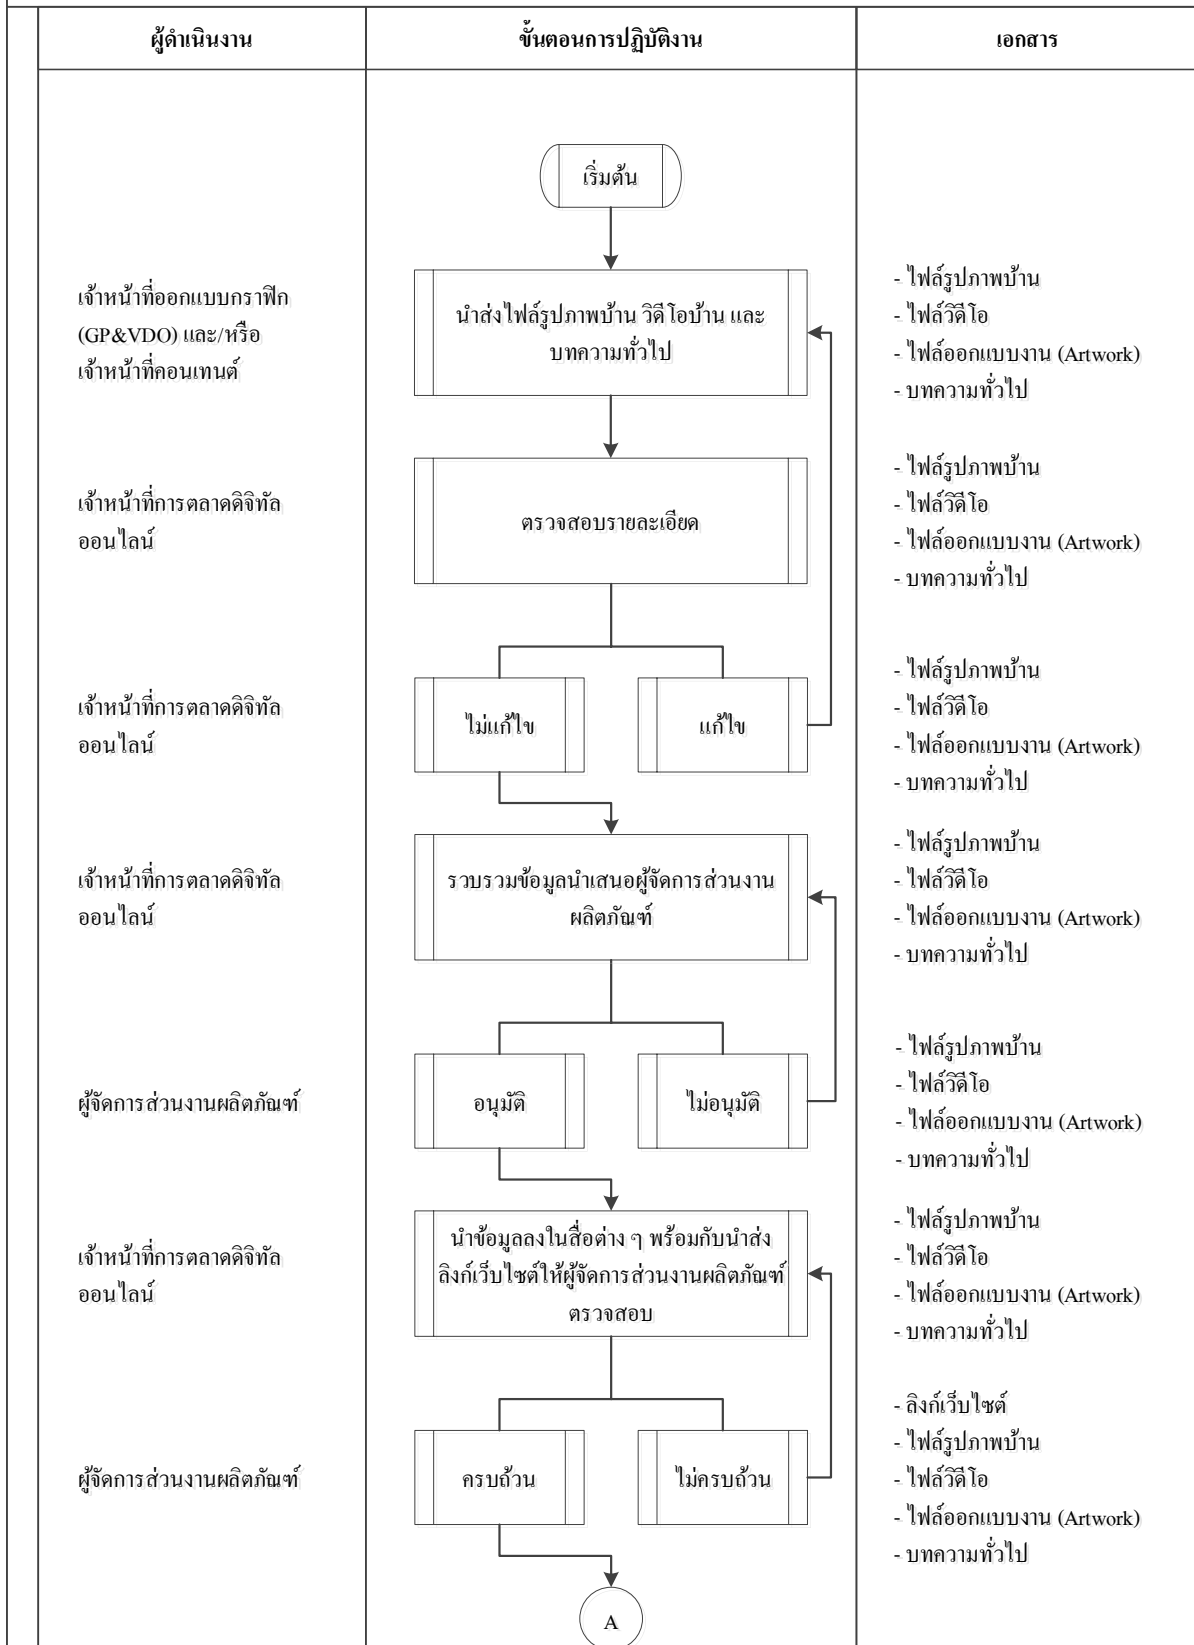 ผู้ดำเนินงาน
ขั้นตอนการปฏิบัติงาน
เอกสาร
เริ่มต้น
เจ้าหน้าที่ออกแบบกราฟิก
(GP&VDO) และ/หรือ
เจ้าหน้าที่คอนเทนต์
นำส่งไฟล์รูปภาพบ้าน วิดีโอบ้าน และ
บทความทั่วไป
- ไฟล์รูปภาพบ้าน
- ไฟล์วิดีโอ
- ไฟล์ออกแบบงาน (Artwork)
- บทความทั่วไป
เจ้าหน้าที่การตลาดดิจิทัล
ออนไลน์
ตรวจสอบรายละเอียด
- ไฟล์รูปภาพบ้าน
- ไฟล์วิดีโอ
- ไฟล์ออกแบบงาน (Artwork)
- บทความทั่วไป
เจ้าหน้าที่การตลาดดิจิทัล
ออนไลน์
ไม่แก้ไข
แก้ไข
- ไฟล์รูปภาพบ้าน
- ไฟล์วิดีโอ
- ไฟล์ออกแบบงาน (Artwork)
- บทความทั่วไป
เจ้าหน้าที่การตลาดดิจิทัล
ออนไลน์
รวบรวมข้อมูลนำเสนอผู้จัดการส่วนงาน
ผลิตภัณฑ์
- ไฟล์รูปภาพบ้าน
- ไฟล์วิดีโอ
- ไฟล์ออกแบบงาน (Artwork)
- บทความทั่วไป
ผู้จัดการส่วนงานผลิตภัณฑ์
อนุมัติ
ไม่อนุมัติ
- ไฟล์รูปภาพบ้าน
- ไฟล์วิดีโอ
- ไฟล์ออกแบบงาน (Artwork)
- บทความทั่วไป
เจ้าหน้าที่การตลาดดิจิทัล
ออนไลน์
นำข้อมูลลงในสื่อต่าง ๆ พร้อมกับนำส่ง
ลิงก์เว็บไซต์ให้ผู้จัดการส่วนงานผลิตภัณฑ์
ตรวจสอบ
- ไฟล์รูปภาพบ้าน
- ไฟล์วิดีโอ
- ไฟล์ออกแบบงาน (Artwork)
- บทความทั่วไป
ผู้จัดการส่วนงานผลิตภัณฑ์
ครบถ้วน
ไม่ครบถ้วน
- ลิงก์เว็บไซต์
- ไฟล์รูปภาพบ้าน
- ไฟล์วิดีโอ
- ไฟล์ออกแบบงาน (Artwork)
- บทความทั่วไป
A